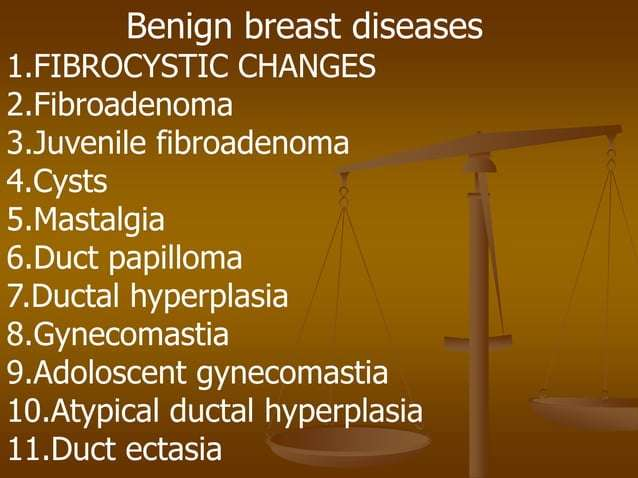 Benign breast diseases
1.FIBROCYSTIC CHANGES
2.Fibroadenoma
3.Juvenile fibroadenoma
4.Cysts
5.Mastalgia
6.Duct papilloma
7.Ductal hyperplasia
8.Gynecomastia
9.Adoloscent gynecomastia
10.Atypical ductal hyperplasia
11.Duct ectasia